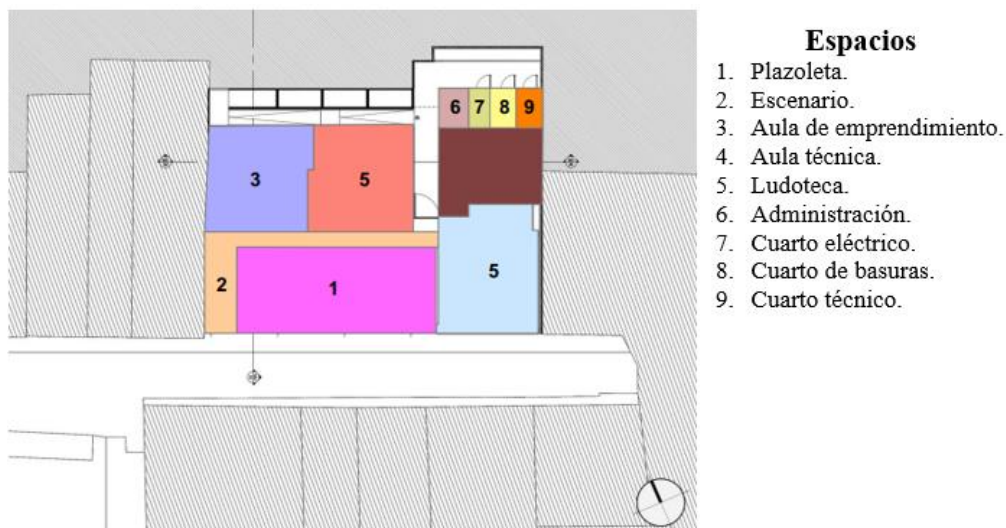 Espacios
1. Plazoleta.
2. Escenario.
3. Aula de emprendimiento.
4. Aula técnica.
5. Ludoteca.
6. Administración.
7. Cuarto eléctrico.
8. Cuarto de basuras.
9. Cuarto técnico.
6 7 8 9
3 5
5
2 1